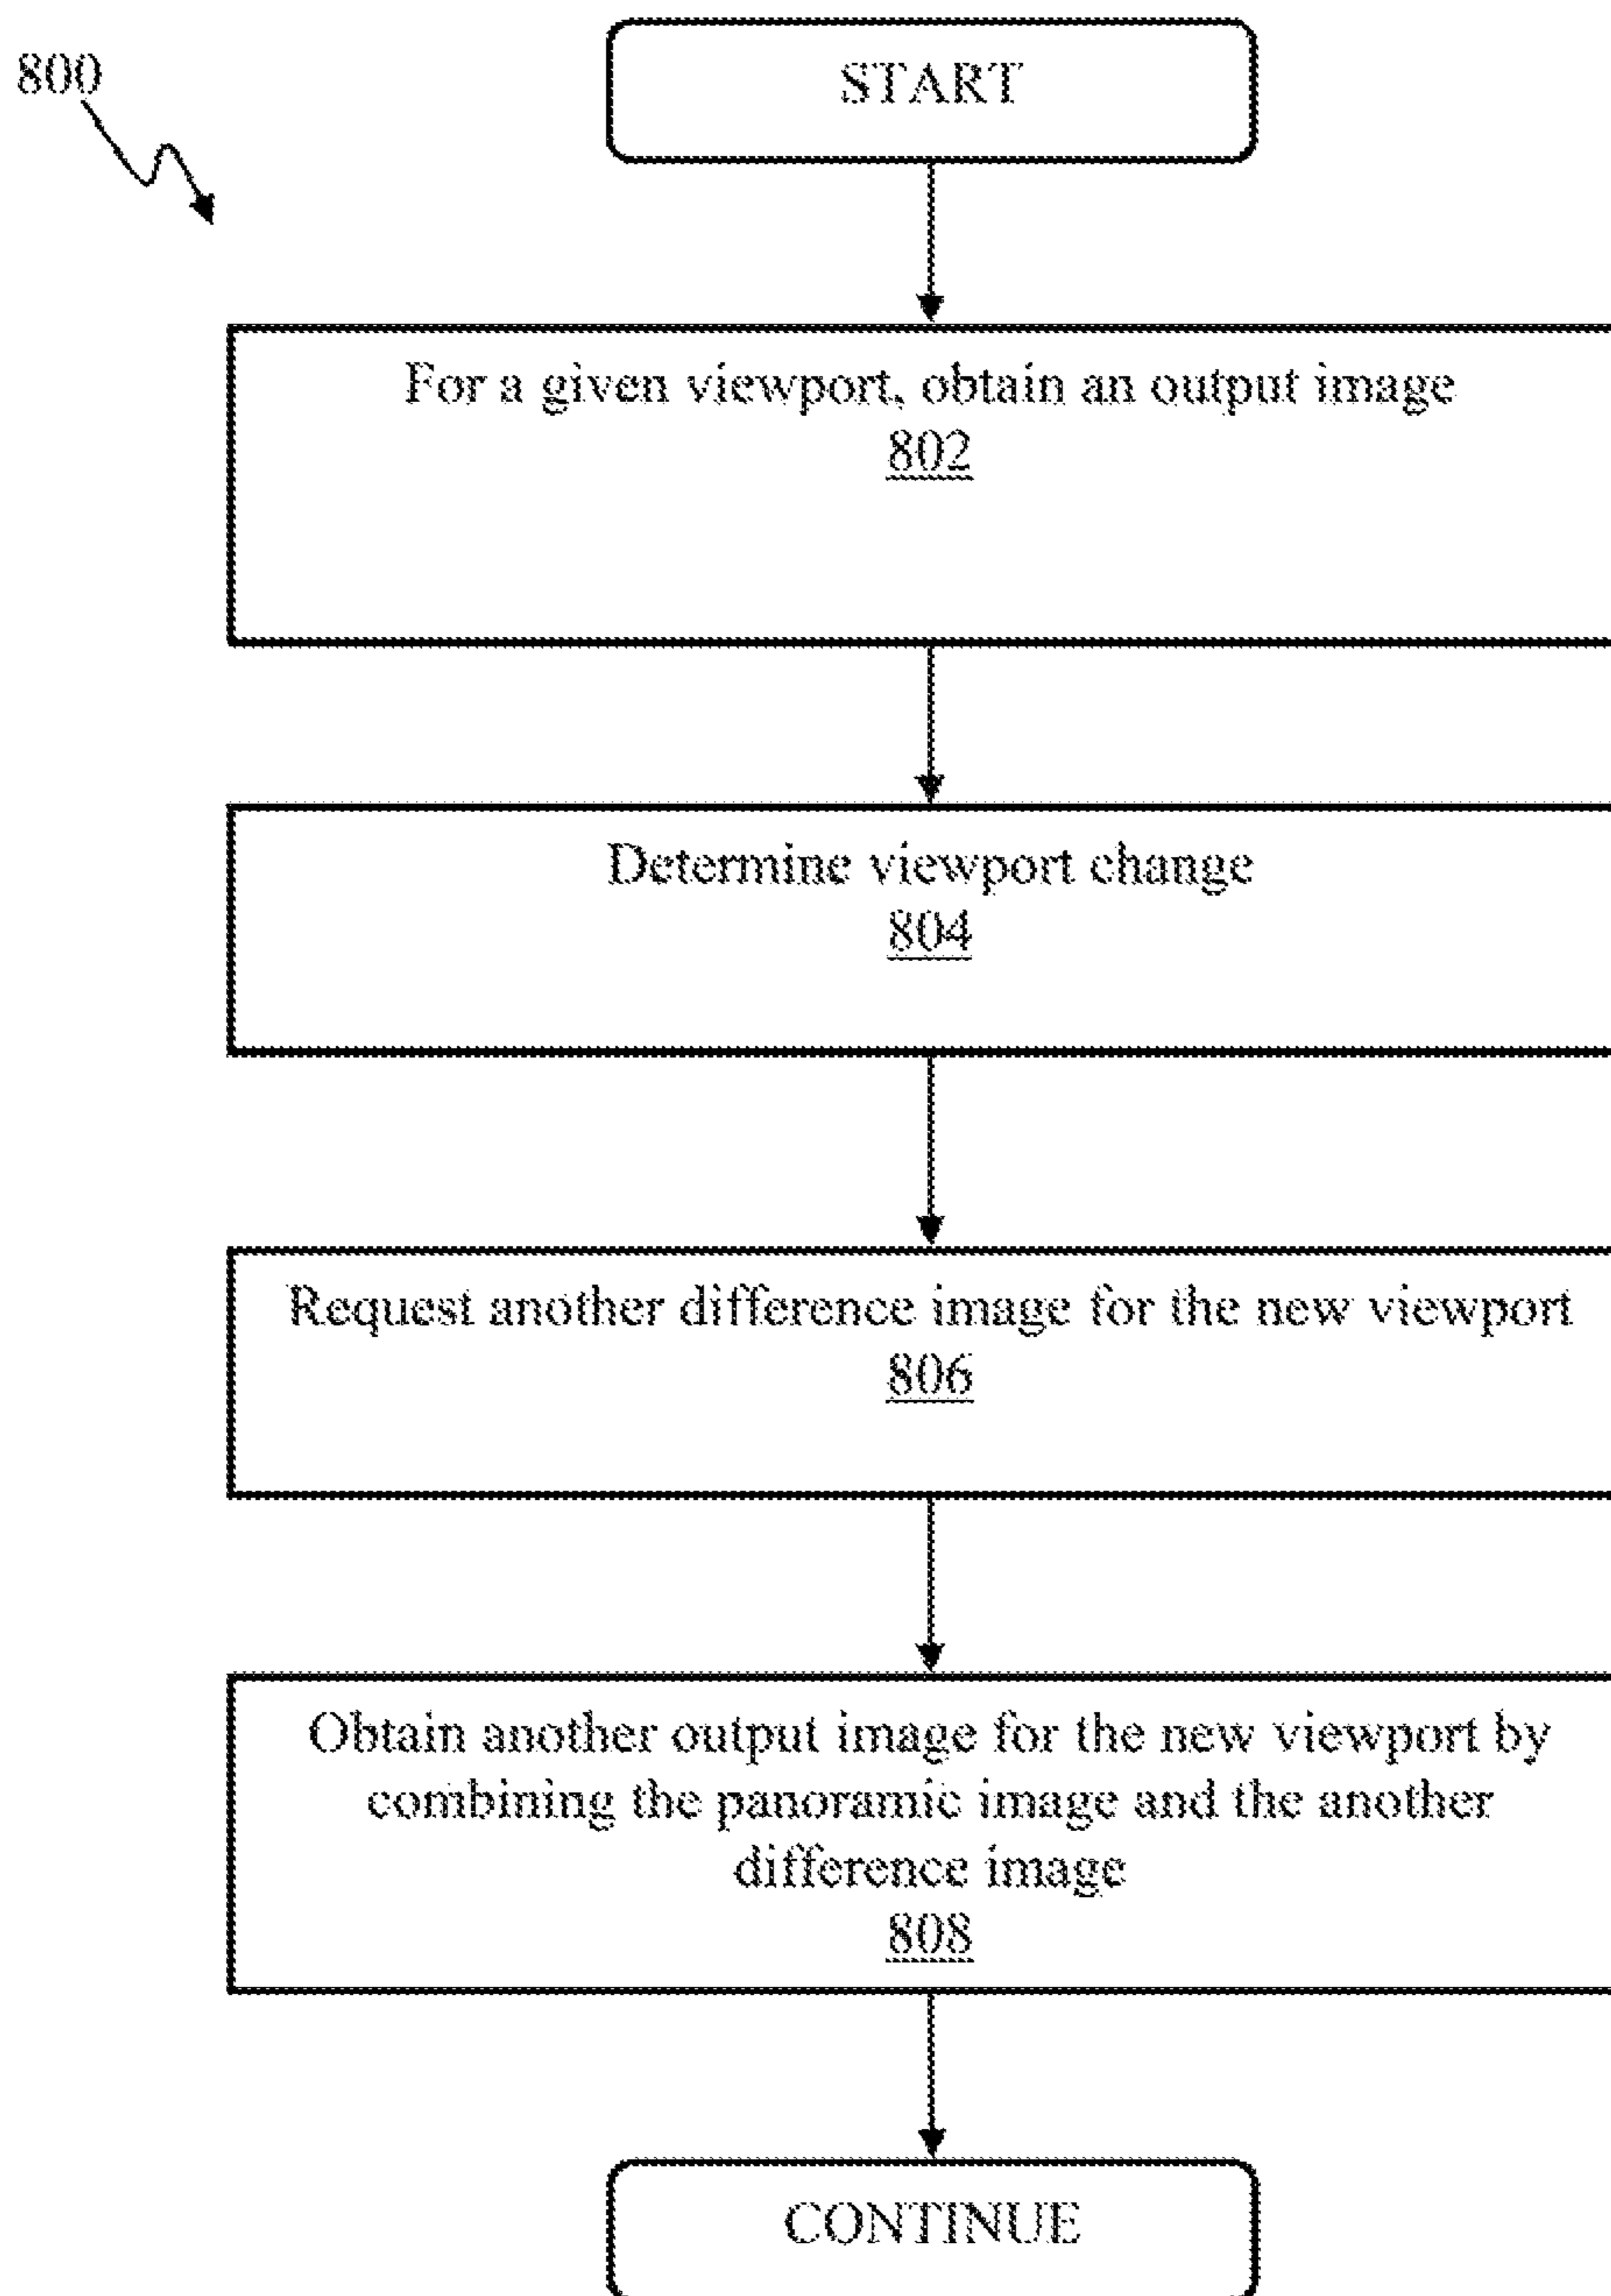 800
START
For a given viewport, obtain an output image
802
Determine viewport change
804
Request another difference image for the new viewport
806
Obtain another output image for the new viewport by
combining the panoramic image and the another
difference image
808
CONTINUE